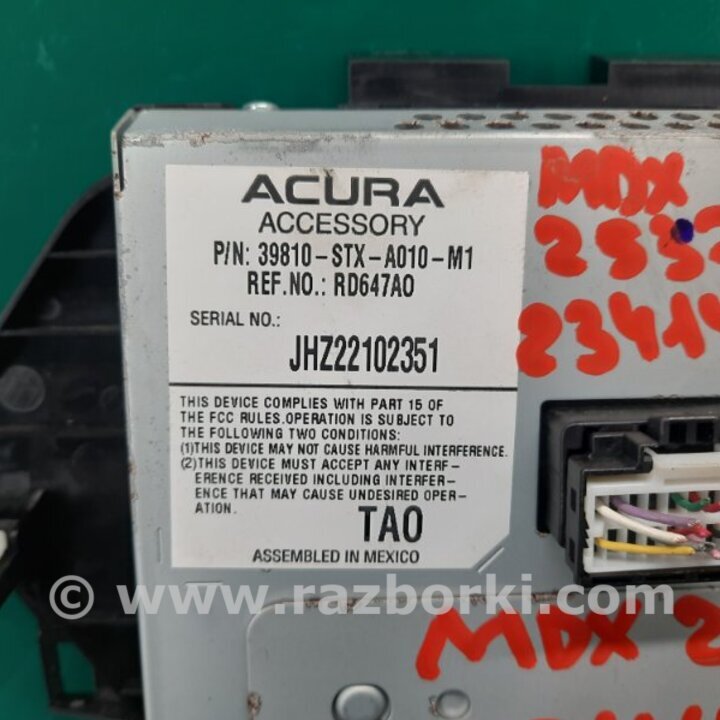 ACURA
ACCESSORY
P/N: 39810-STX-A010-M1
REF.NO.: RD647A0
SERIAL NO.:
JHZ22102351
THIS DEVICE COMPLIES WITH PART 15 OF
THE FCC RULES.OPERATION IS SUBJECT TO
THE FOLLOWING TWO CONDITIONS:
(1)THIS DEVICE MAY NOT CAUSE HARMFUL INTERFERENCE.
(2)THIS DEVICE MUST ACCEPT ANY INTERF-
ERENCE RECEIVED INCLUDING INTERFER-
ENCE THAT MAY CAUSE UNDESIRED OPER-
ATION.
TAO
ASSEMBLED IN MEXICO
MDX
MDX 2
© www.razborki.com